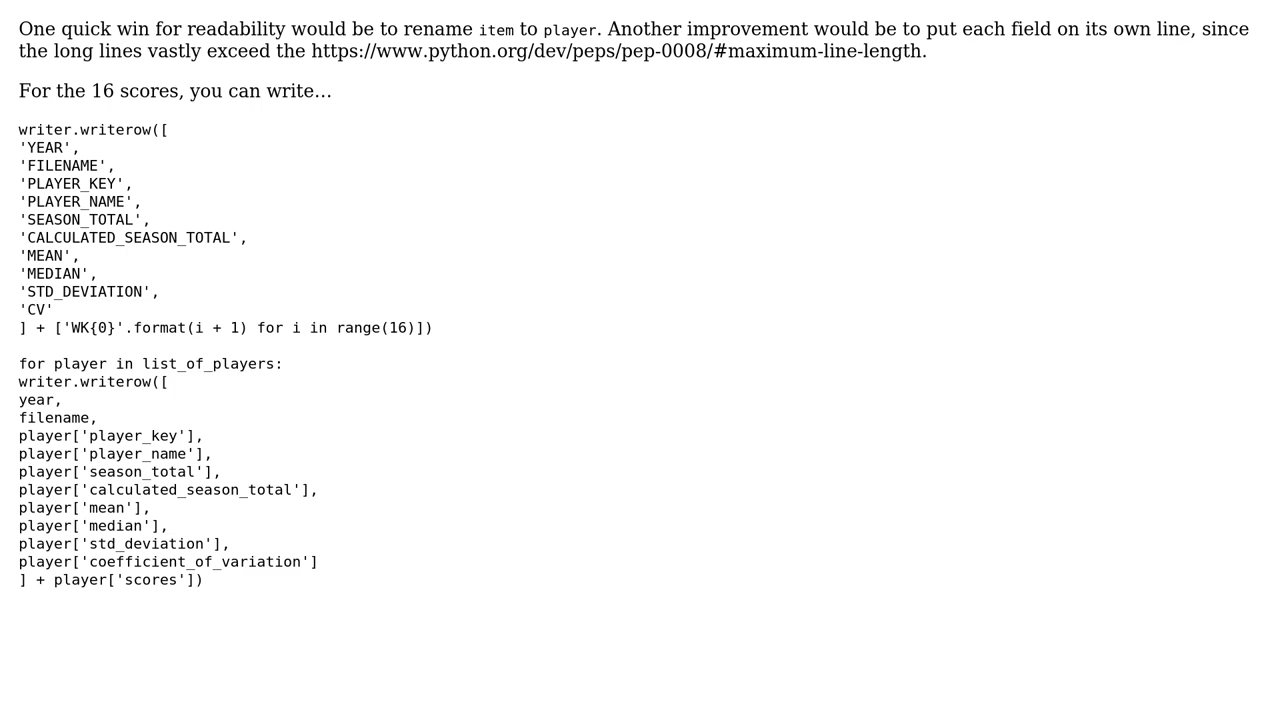 One quick win for readability would be to rename item to player. Another improvement would be to put each field on its own line, since
the long lines vastly exceed the https://www.python.org/dev/peps/pep-0008/#maximum-line-length.
For the 16 scores, you can write…
writer.writerow([
'YEAR',
'FILENAME',
'PLAYER_KEY',
'PLAYER_NAME',
'SEASON_TOTAL',
'CALCULATED_SEASON_TOTAL',
'MEAN',
'MEDIAN',
'STD_DEVIATION',
'CV'
] + ['WK{0}'.format(i + 1) for i in range(16)])
for player in list_of_players:
writer.writerow([
year,
filename,
player['player_key'],
player['player_name'],
player['season_total'],
player['calculated_season_total'],
player['mean'],
player['median'],
player['std_deviation'],
player['coefficient_of_variation']
] + player['scores'])